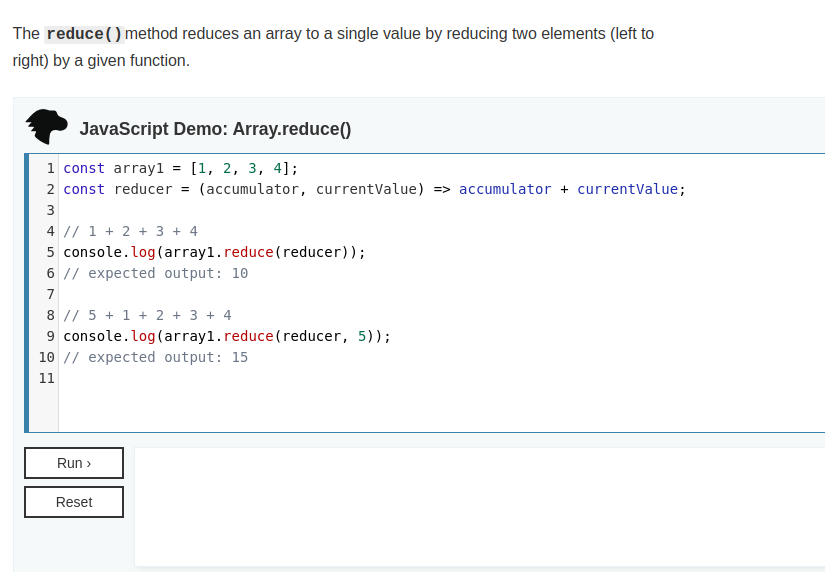 The reduce() method reduces an array to a single value by reducing two elements (left to
right) by a given function.
JavaScript Demo: Array.reduce()
1 const array1 = [1, 2, 3, 4];
2 const reducer = (accumulator, currentValue) => accumulator + currentValue;
3
4 // 1 + 2 + 3 + 4
5 console.log(array1.reduce(reducer));
6 // expected output: 10
7
8 // 5 + 1 + 2 + 3 + 4
9 console.log(array1.reduce(reducer, 5));
10 // expected output: 15
11
Run ›
Reset